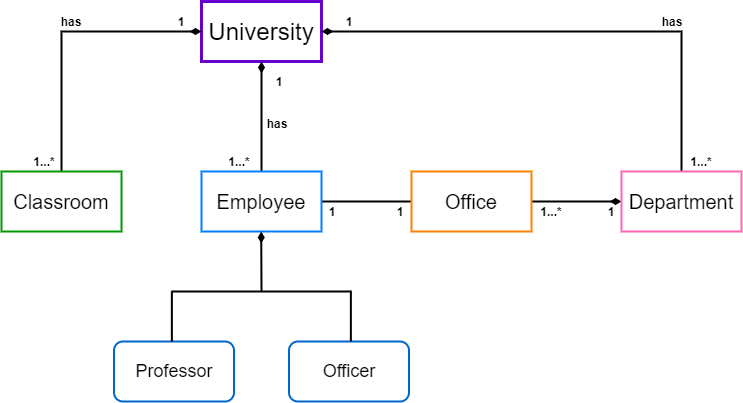 has
1
University
1
has
1
has
1...*
1...*
1...*
Classroom
Employee
Office
Department
1
1
1...*
1
Professor
Officer